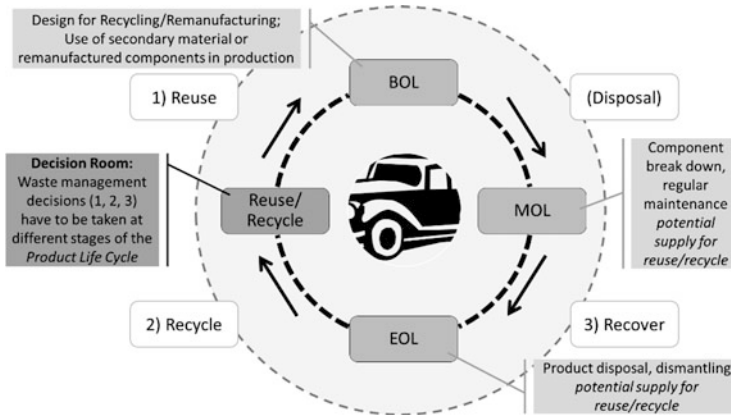 Design for Recycling/Remanufacturing;
Use of secondary material or
remanufactured components in production
BOL
1) Reuse
(Disposal)
Decision Room:
Waste management
decisions (1, 2, 3)
have to be taken at
different stages of the
Product Life Cycle
Reuse/
Recycle
MOL
Component
break down,
regular
maintenance
potential
supply for
reuse/recycle
2) Recycle
EOL
3) Recover
Product disposal, dismantling
potential supply for
reuse/recycle